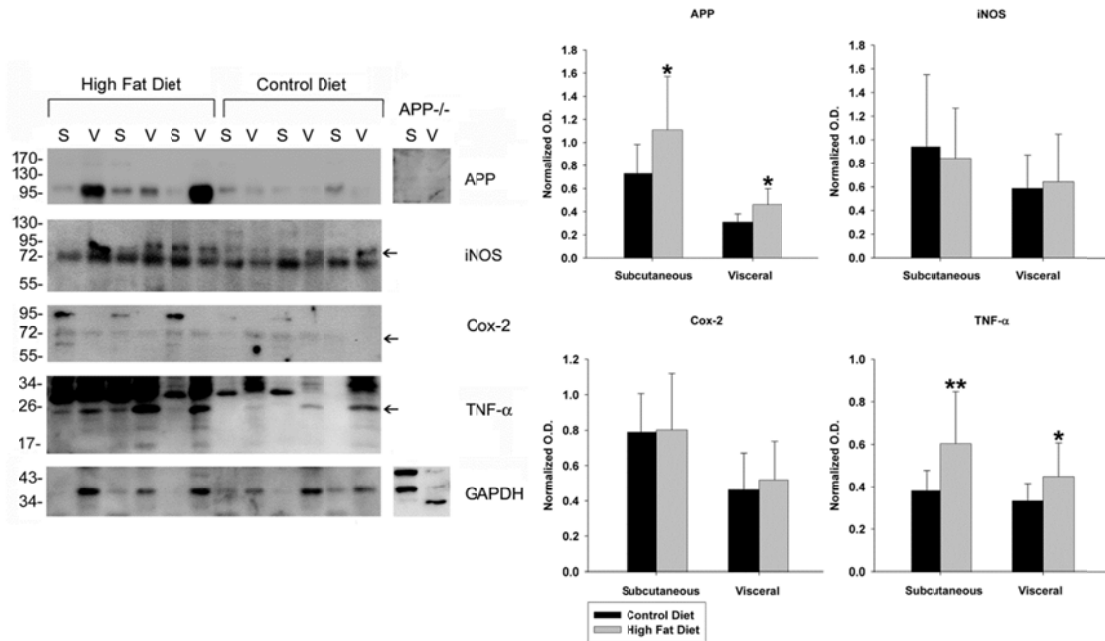 High Fat Diet Control Diet APP-/-
S V S V S V S V S V S V S V
170-
130-
95-
APP
130-
95-
72-
55-
iNOS
95-
72-
55-
Cox-2
34-
26-
17-
TNF-α
43-
34-
GAPDH
APP
Normalized O.D.
1.8
1.6
1.4
1.2
1.0
0.8
0.6
0.4
0.2
0.0
*
*
Subcutaneous Visceral
iNOS
Normalized O.D.
1.8
1.6
1.4
1.2
1.0
0.8
0.6
0.4
0.2
0.0
Subcutaneous Visceral
Cox-2
Normalized O.D.
1.2
1.0
0.8
0.6
0.4
0.2
0.0
Subcutaneous Visceral
TNF-α
Normalized O.D.
1.0
0.8
0.6
0.4
0.2
0.0
**
*
Subcutaneous Visceral
Control Diet
High Fat Diet